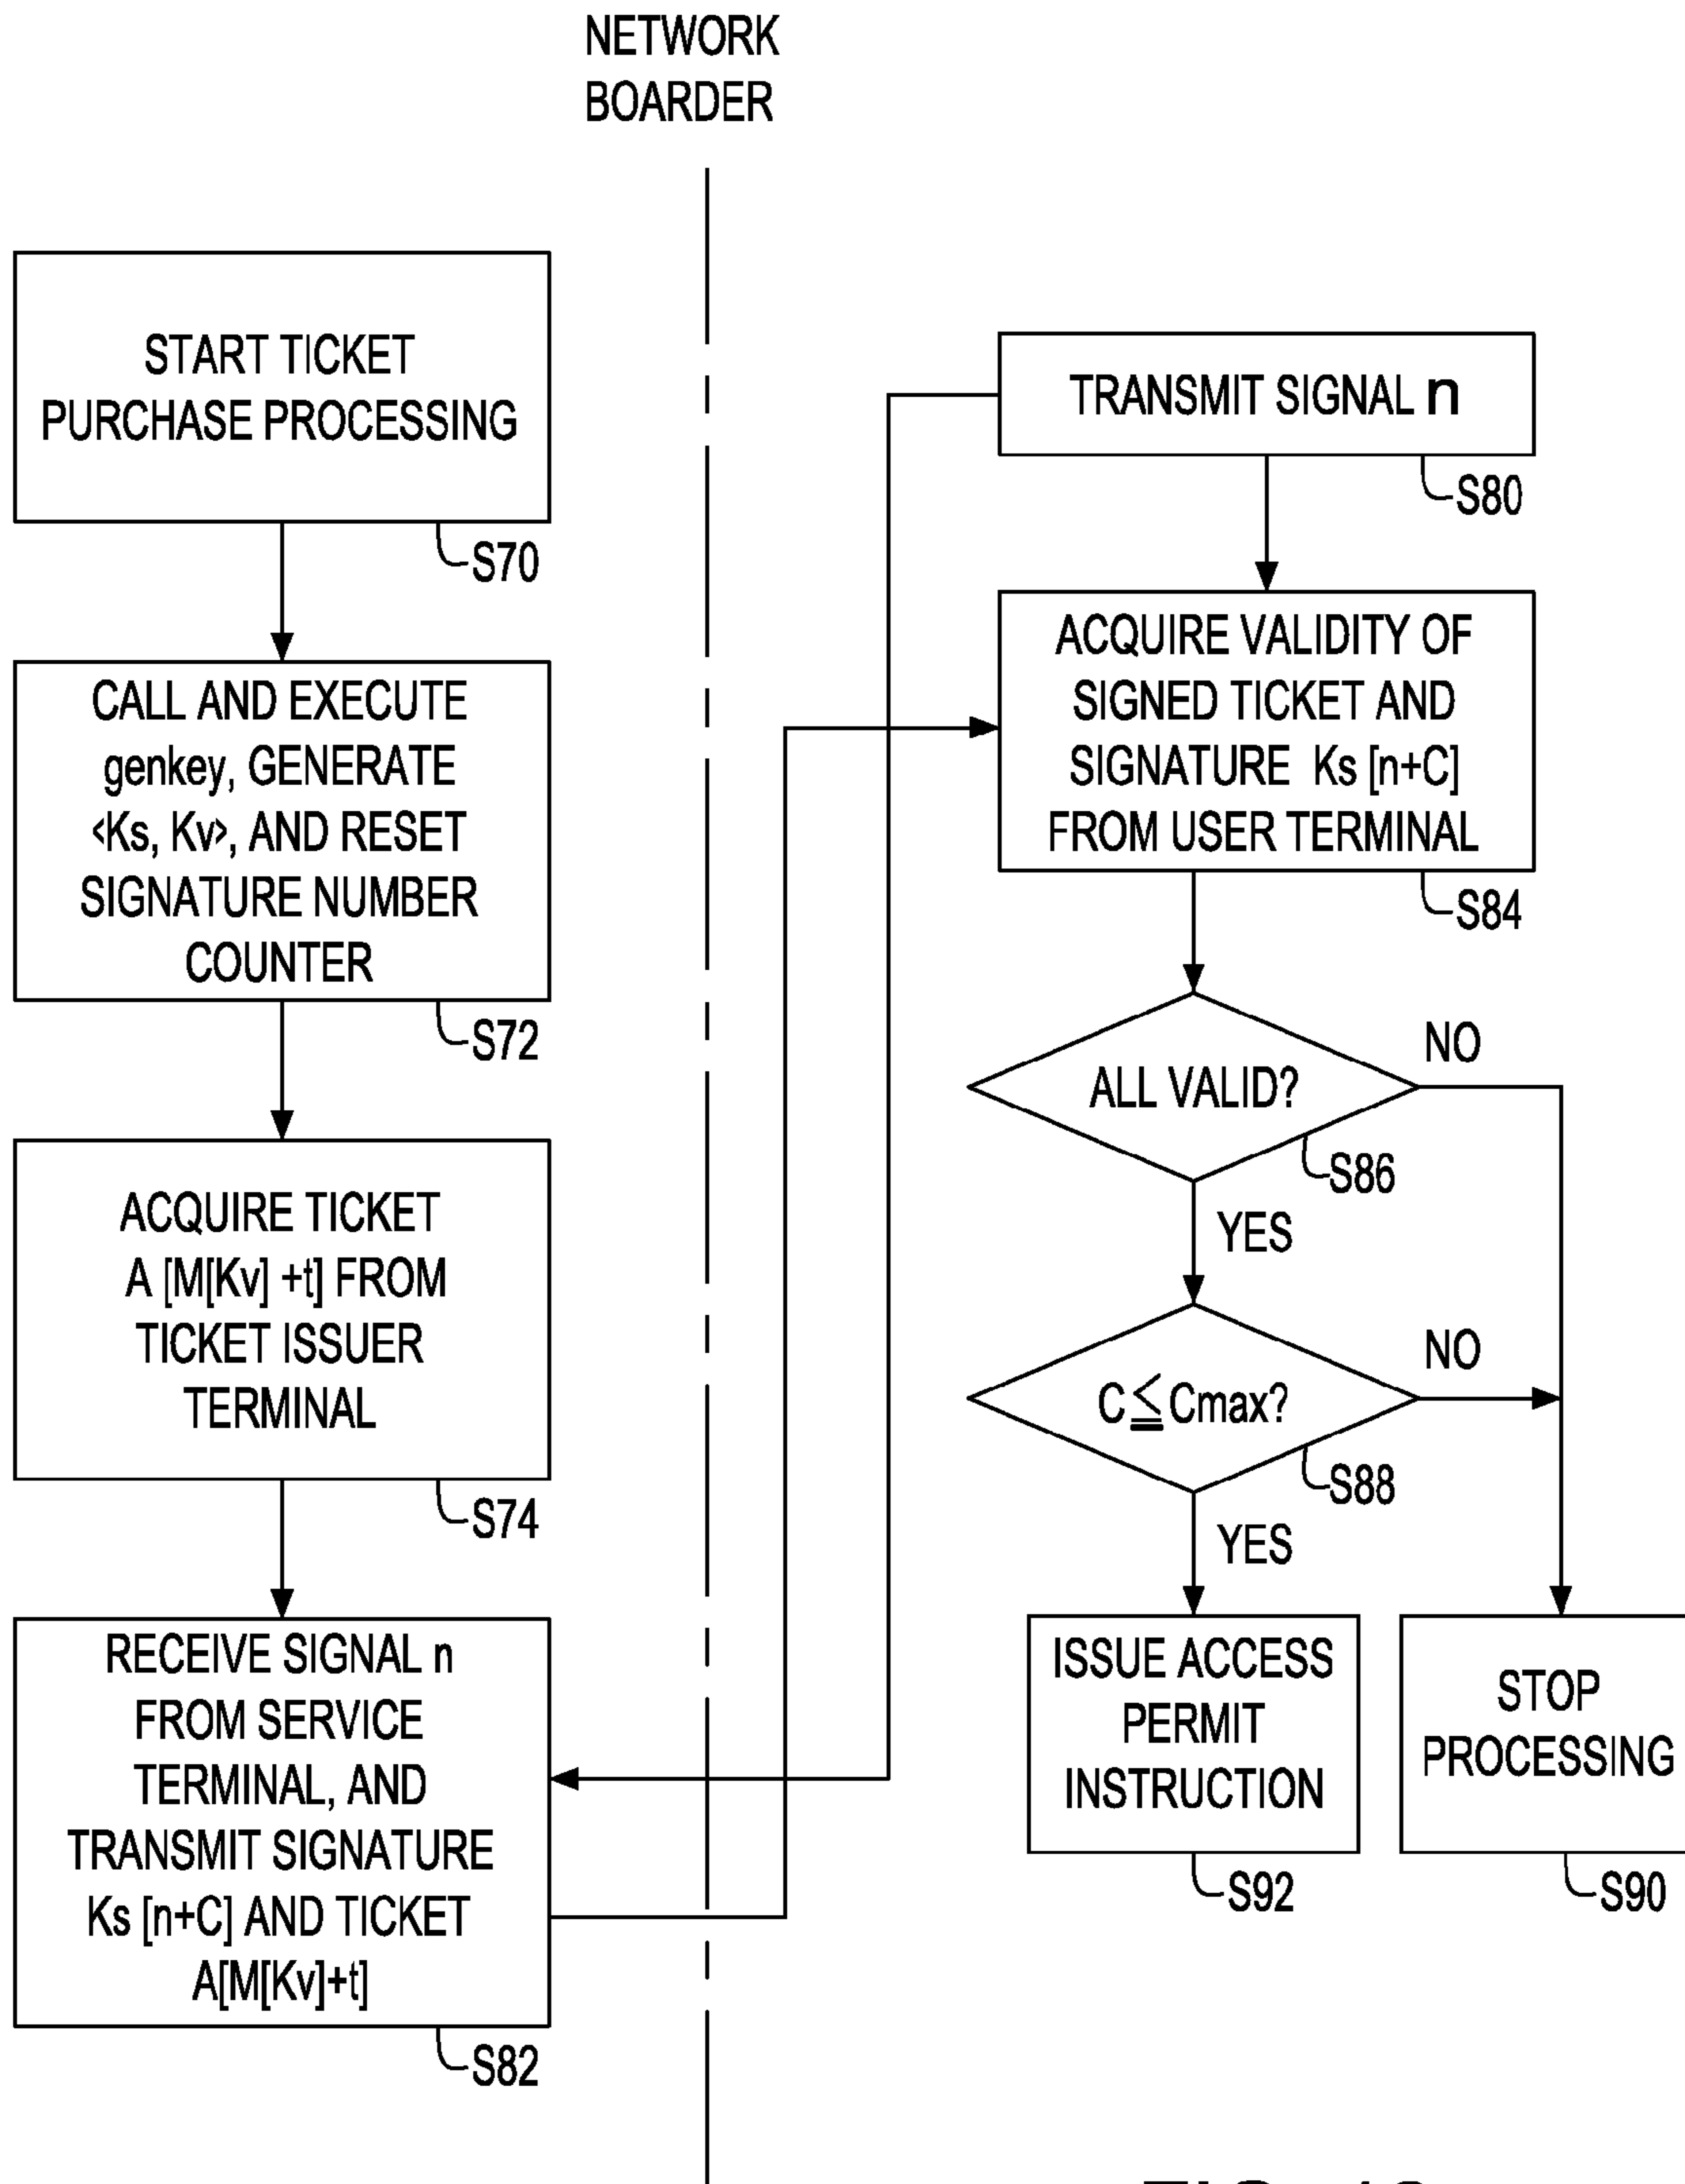 NETWORK
BOARDER
START TICKET
PURCHASE PROCESSING
S70
CALL AND EXECUTE
genkey, GENERATE
<Ks, Kv>, AND RESET
SIGNATURE NUMBER
COUNTER
S72
ACQUIRE TICKET
A [M[Kv] +t] FROM
TICKET ISSUER
TERMINAL
S74
RECEIVE SIGNAL n
FROM SERVICE
TERMINAL, AND
TRANSMIT SIGNATURE
Ks [n+C] AND TICKET
A[M[Kv]+t]
S82
TRANSMIT SIGNAL n
S80
ACQUIRE VALIDITY OF
SIGNED TICKET AND
SIGNATURE Ks [n+C]
FROM USER TERMINAL
S84
ALL VALID?
NO
S86
YES
C≦Cmax?
NO
S88
YES
ISSUE ACCESS
PERMIT
INSTRUCTION
S92
STOP
PROCESSING
S90